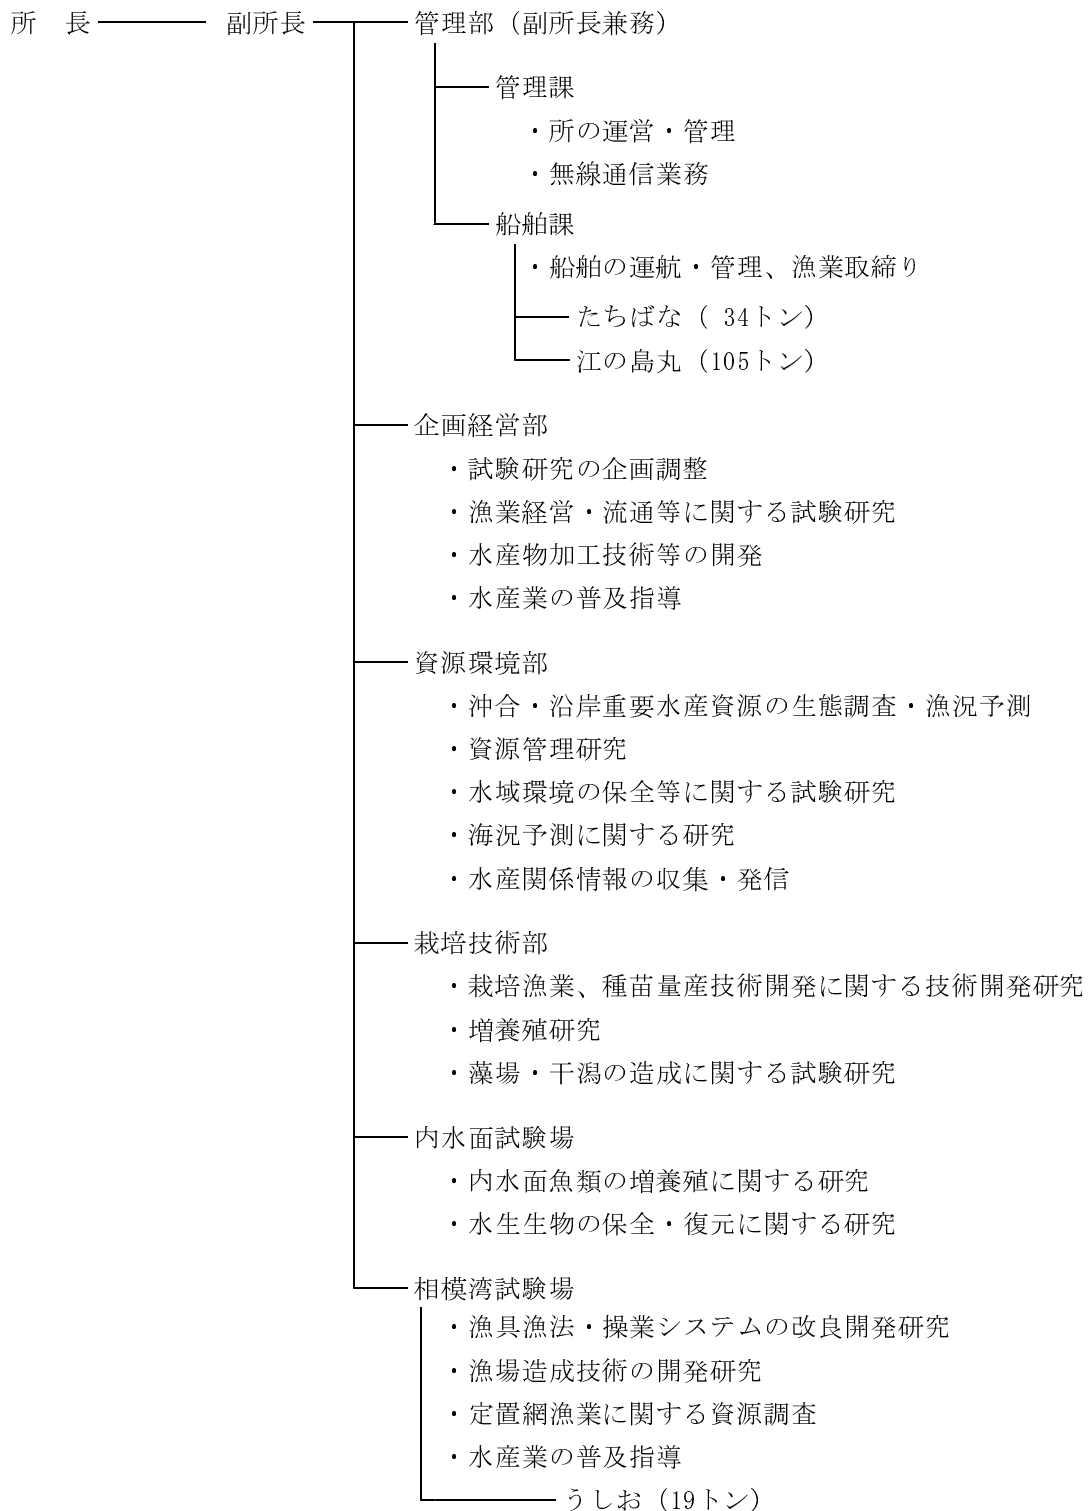 所　長　副所長　管理部（副所長兼務）
管理課
・所の運営・管理
・無線通信業務
船舶課
・船舶の運航・管理、漁業取締り
たちばな（ 34トン）
江の島丸（105トン）
企画経営部
・試験研究の企画調整
・漁業経営・流通等に関する試験研究
・水産物加工技術等の開発
・水産業の普及指導
資源環境部
・沖合・沿岸重要水産資源の生態調査・漁況予測
・資源管理研究
・水域環境の保全等に関する試験研究
・海況予測に関する研究
・水産関係情報の収集・発信
栽培技術部
・栽培漁業、種苗量産技術開発に関する技術開発研究
・増養殖研究
・藻場・干潟の造成に関する試験研究
内水面試験場
・内水面魚類の増養殖に関する研究
・水生生物の保全・復元に関する研究
相模湾試験場
・漁具漁法・操業システムの改良開発研究
・漁場造成技術の開発研究
・定置網漁業に関する資源調査
・水産業の普及指導
うしお（19トン）